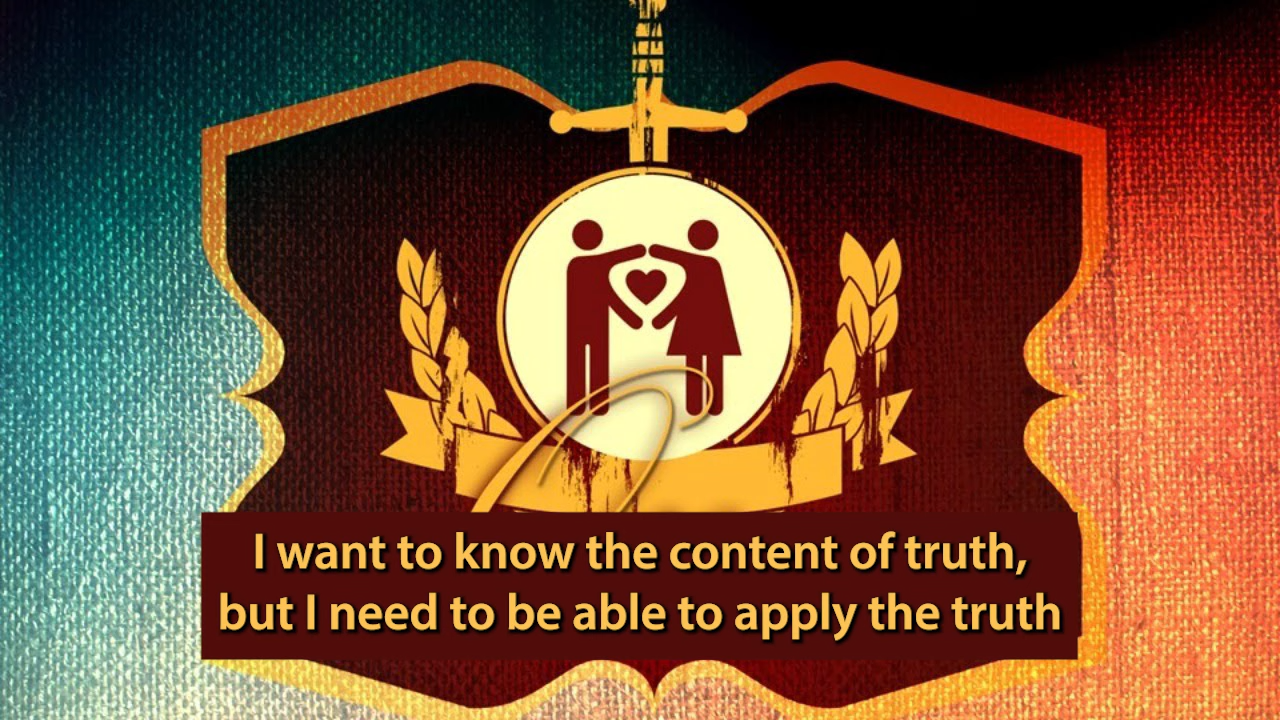 I want to know the content of truth,
but I need to be able to apply the truth